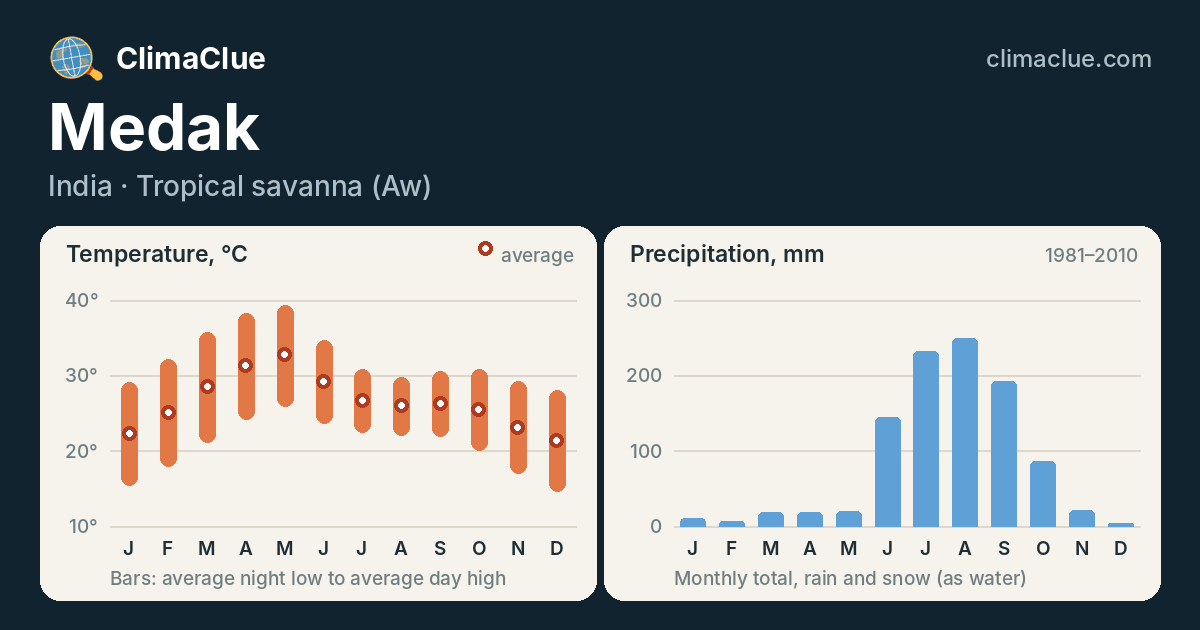 ClimaClue
climaclue.com
Medak
India · Tropical savanna (Aw)
Temperature, °C
average
40°
30°
20°
10°
J F M A M J J A S O N D
Bars: average night low to average day high
Precipitation, mm
1981–2010
300
200
100
0
J F M A M J J A S O N D
Monthly total, rain and snow (as water)